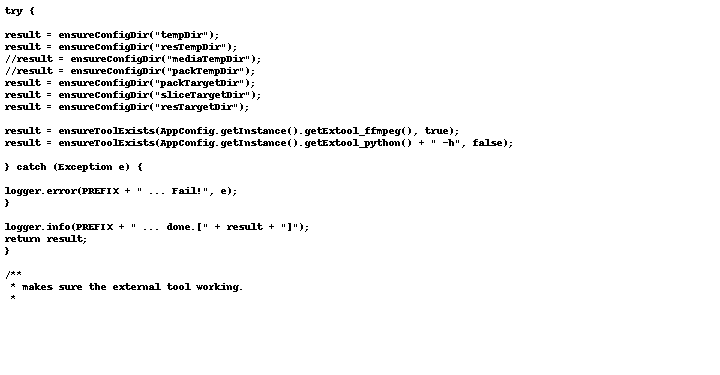 try {
result = ensureConfigDir("tempDir");
result = ensureConfigDir("resTempDir");
//result = ensureConfigDir("mediaTempDir");
//result = ensureConfigDir("packTempDir");
result = ensureConfigDir("packTargetDir");
result = ensureConfigDir("sliceTargetDir");
result = ensureConfigDir("resTargetDir");
result = ensureToolExists(AppConfig.getInstance().getExtool_ffmpeg(), true);
result = ensureToolExists(AppConfig.getInstance().getExtool_python() + " -h", false);
} catch (Exception e) {
logger.error(PREFIX + " ... Fail!", e);
}
logger.info(PREFIX + " ... done.[" + result + "]");
return result;
}
/**
* makes sure the external tool working.
*